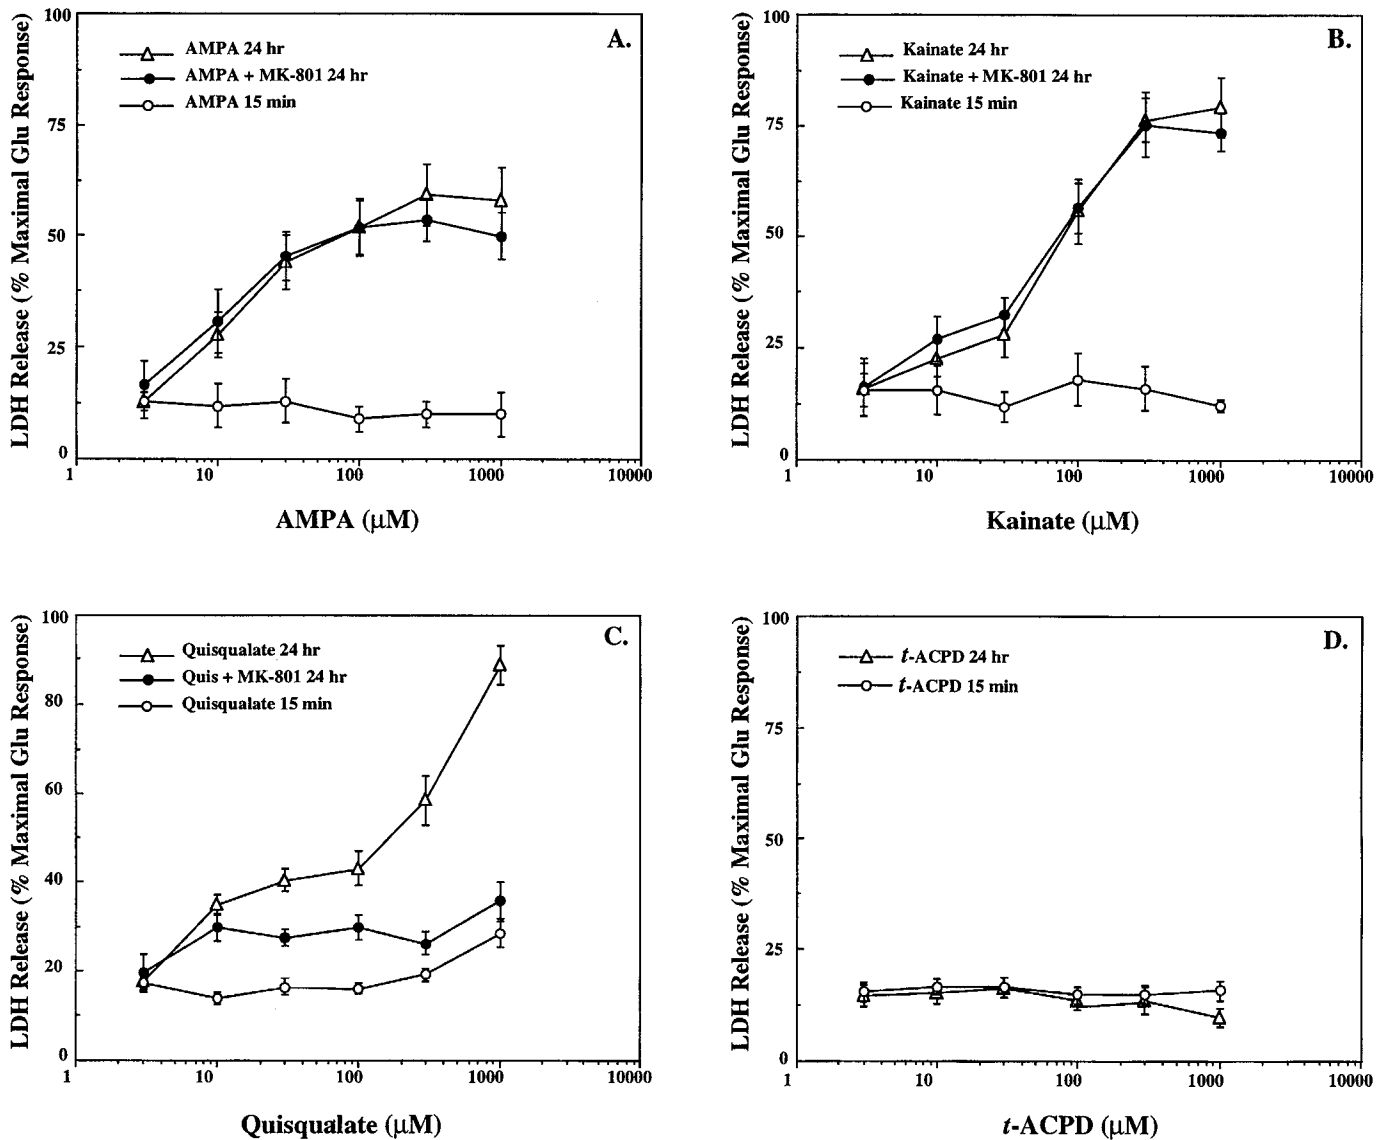 A.
LDH Release (% Maximal Glu Response)
100
75
50
25
0
AMPA 24 hr
AMPA + MK-801 24 hr
AMPA 15 min
1 10 100 1000 10000
AMPA (μM)
B.
LDH Release (% Maximal Glu Response)
100
75
50
25
0
Kainate 24 hr
Kainate + MK-801 24 hr
Kainate 15 min
1 10 100 1000 10000
Kainate (μM)
C.
LDH Release (% Maximal Glu Response)
100
80
60
40
20
0
Quisqualate 24 hr
Quis + MK-801 24 hr
Quisqualate 15 min
1 10 100 1000 10000
Quisqualate (μM)
D.
LDH Release (% Maximal Glu Response)
100
75
50
25
0
t-ACPD 24 hr
t-ACPD 15 min
1 10 100 1000 10000
t-ACPD (μM)